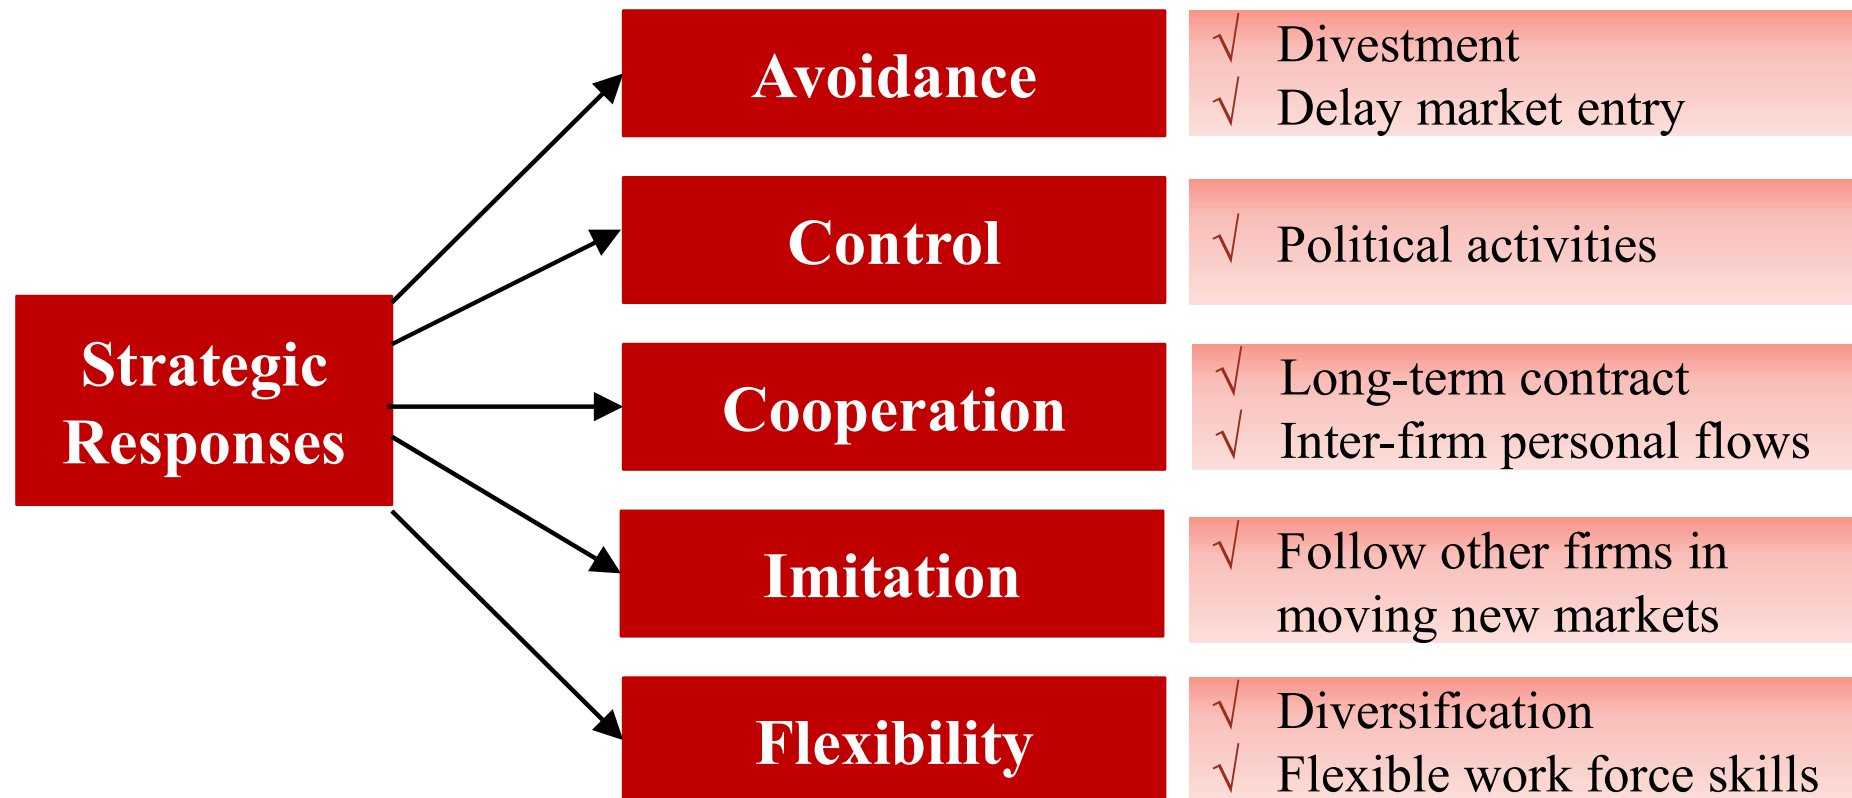 Strategic
Responses
Avoidance
√ Divestment
√ Delay market entry
Control
√ Political activities
Cooperation
√ Long-term contract
√ Inter-firm personal flows
Imitation
√ Follow other firms in
moving new markets
Flexibility
√ Diversification
√ Flexible work force skills